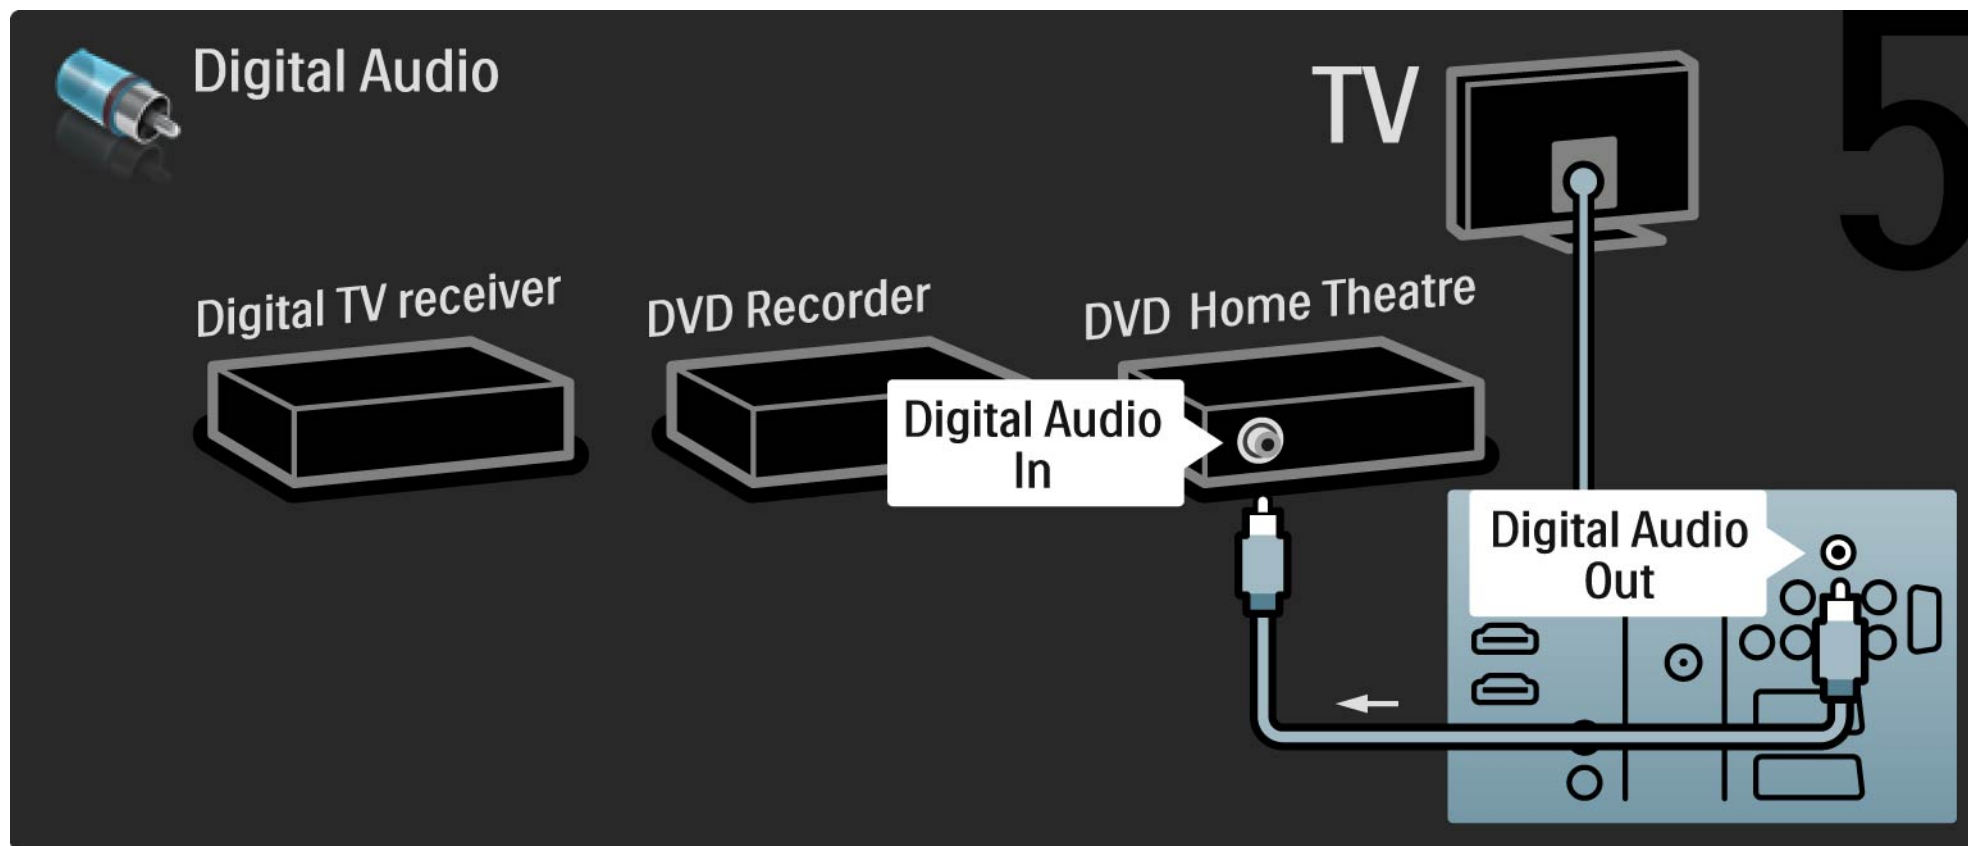 Digital Audio
TV
5
Digital TV receiver
DVD Recorder
DVD Home Theatre
Digital Audio
In
Digital Audio
Out